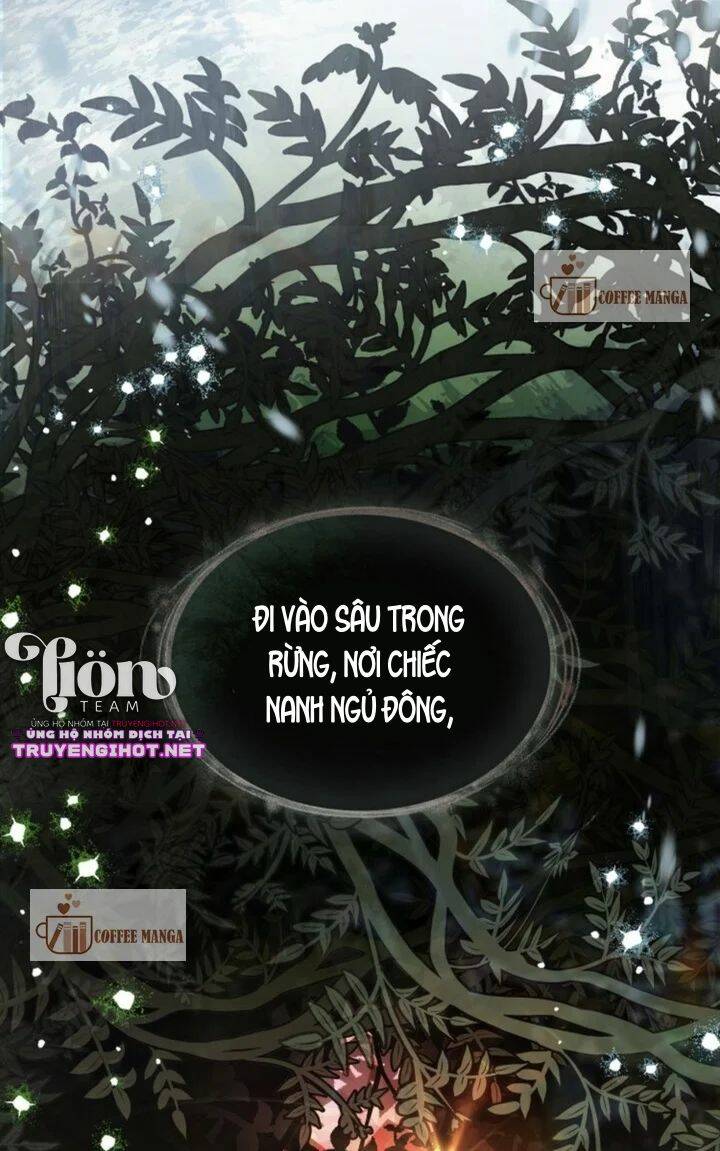 COFFEE MANGA
ĐI VÀO SÂU TRONG
RỪNG, NƠI CHIẾC
NANH NGỦ ĐÔNG,
Liön
TEAM
ỦNG HỘ NHÓM TẠI TRUYENGIHOT.NET
ỦNG HỘ NHÓM DỊCH TẠI
TRUYENGIHOT.NET
COFFEE MANGA